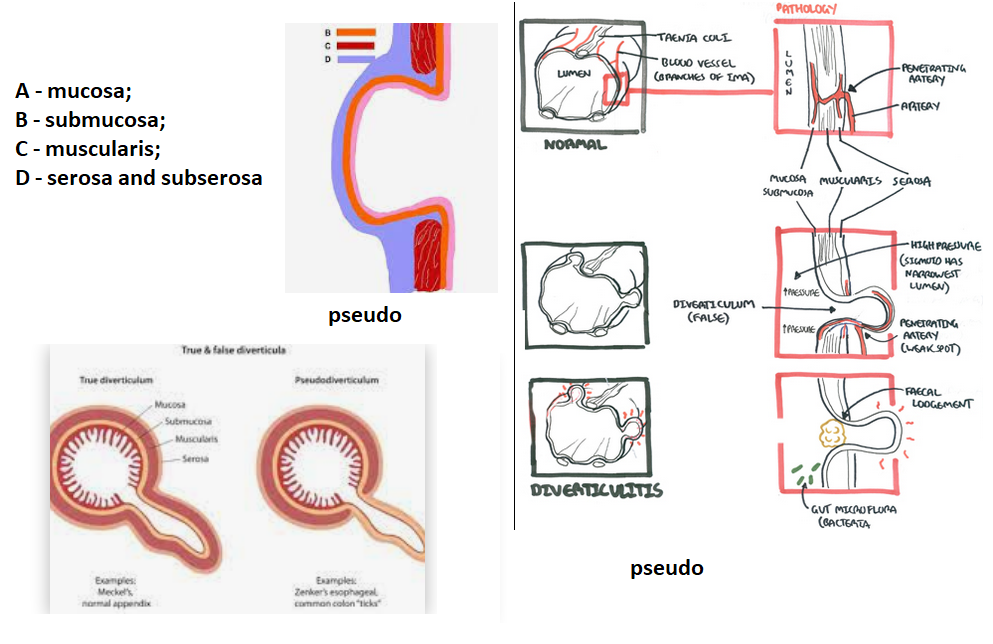 A - mucosa;
B - submucosa;
C - muscularis;
D - serosa and subserosa
B
C
D
pseudo
True & false diverticula
True diverticulum
Pseudodiverticulum
Mucosa
Submucosa
Muscularis
Serosa
Examples:
Meckel's,
normal appendix
Examples:
Zenker's esophageal,
common colon "ticks"
TAENIA COLI
BLOOD VESSEL
(BRANCHES OF IMA)
LUMEN
NORMAL
PATHOLOGY
LUMEN
PENETRATING
ARTERY
ARTERY
MUCOSA
SUBMUCOSA
MUSCULARIS
SEROSA
HIGH PRESSURE
(SIGMOID HAS
NARROWEST
LUMEN)
↑PRESSURE
DIVERTICULUM
(FALSE)
↑PRESSURE
PENETRATING
ARTERY
(WEAK SPOT)
DIVERTICULITIS
FAECAL
LODGEMENT
GUT MICROFLORA
(BACTERIA
pseudo